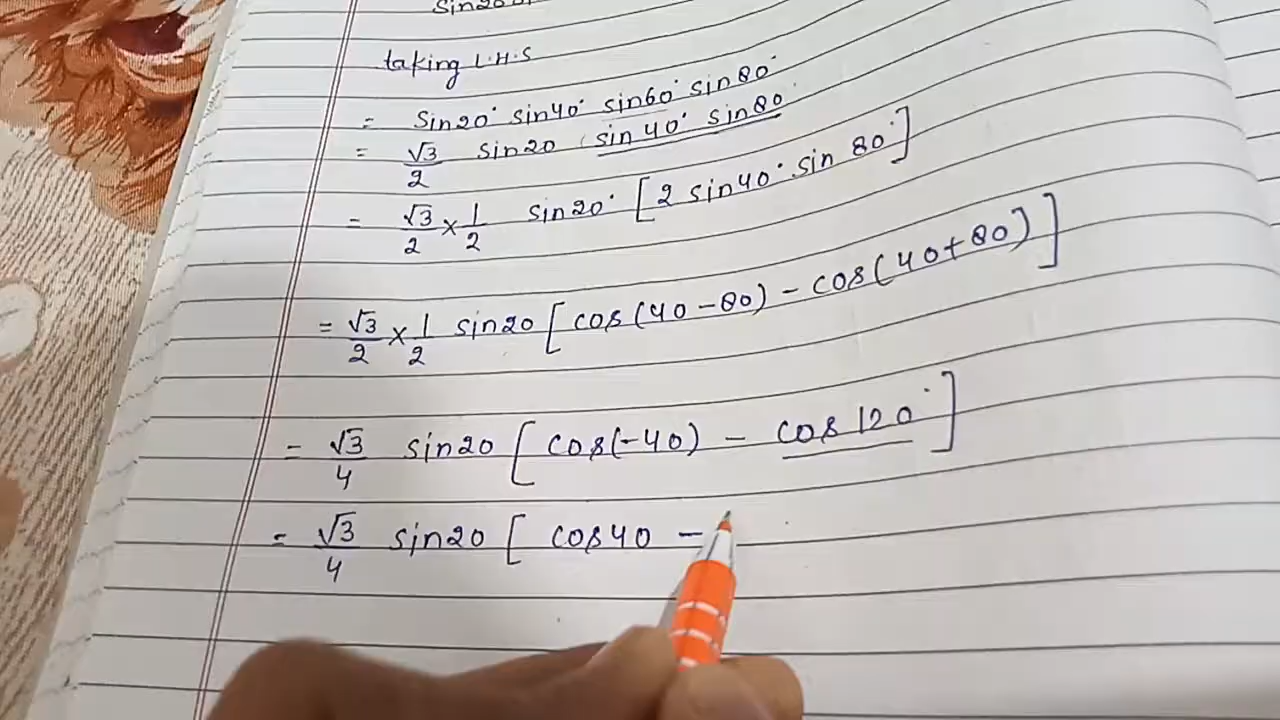 sin20
taking L.H.S
= sin20° sin40° sin60° sin80°
= √3/2 sin20 (sin40° sin80
= √3/2 × 1/2 sin20° [2 sin40° sin 80°]
= √3/2 × 1/2 sin20 [cos(40-80) - cos(40+80)]
= √3/4 sin20 [cos(-40) - cos120°]
= √3/4 sin20 [cos40 -